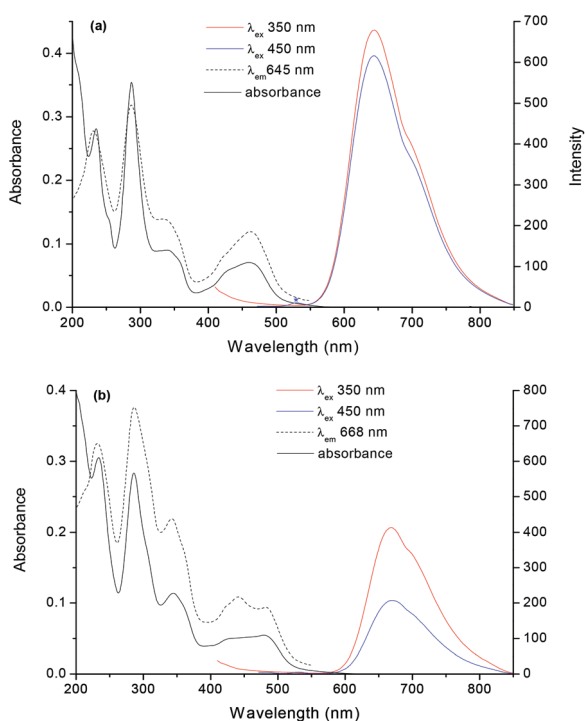 (a)
λex 350 nm
λex 450 nm
λem 645 nm
absorbance
0.4
0.3
0.2
0.1
0.0
Absorbance
700
600
500
400
300
200
100
0
Intensity
200 300 400 500 600 700 800
Wavelength (nm)
(b)
λex 350 nm
λex 450 nm
λem 668 nm
absorbance
0.4
0.3
0.2
0.1
0.0
Absorbance
800
700
600
500
400
300
200
100
0
200 300 400 500 600 700 800
Wavelength (nm)